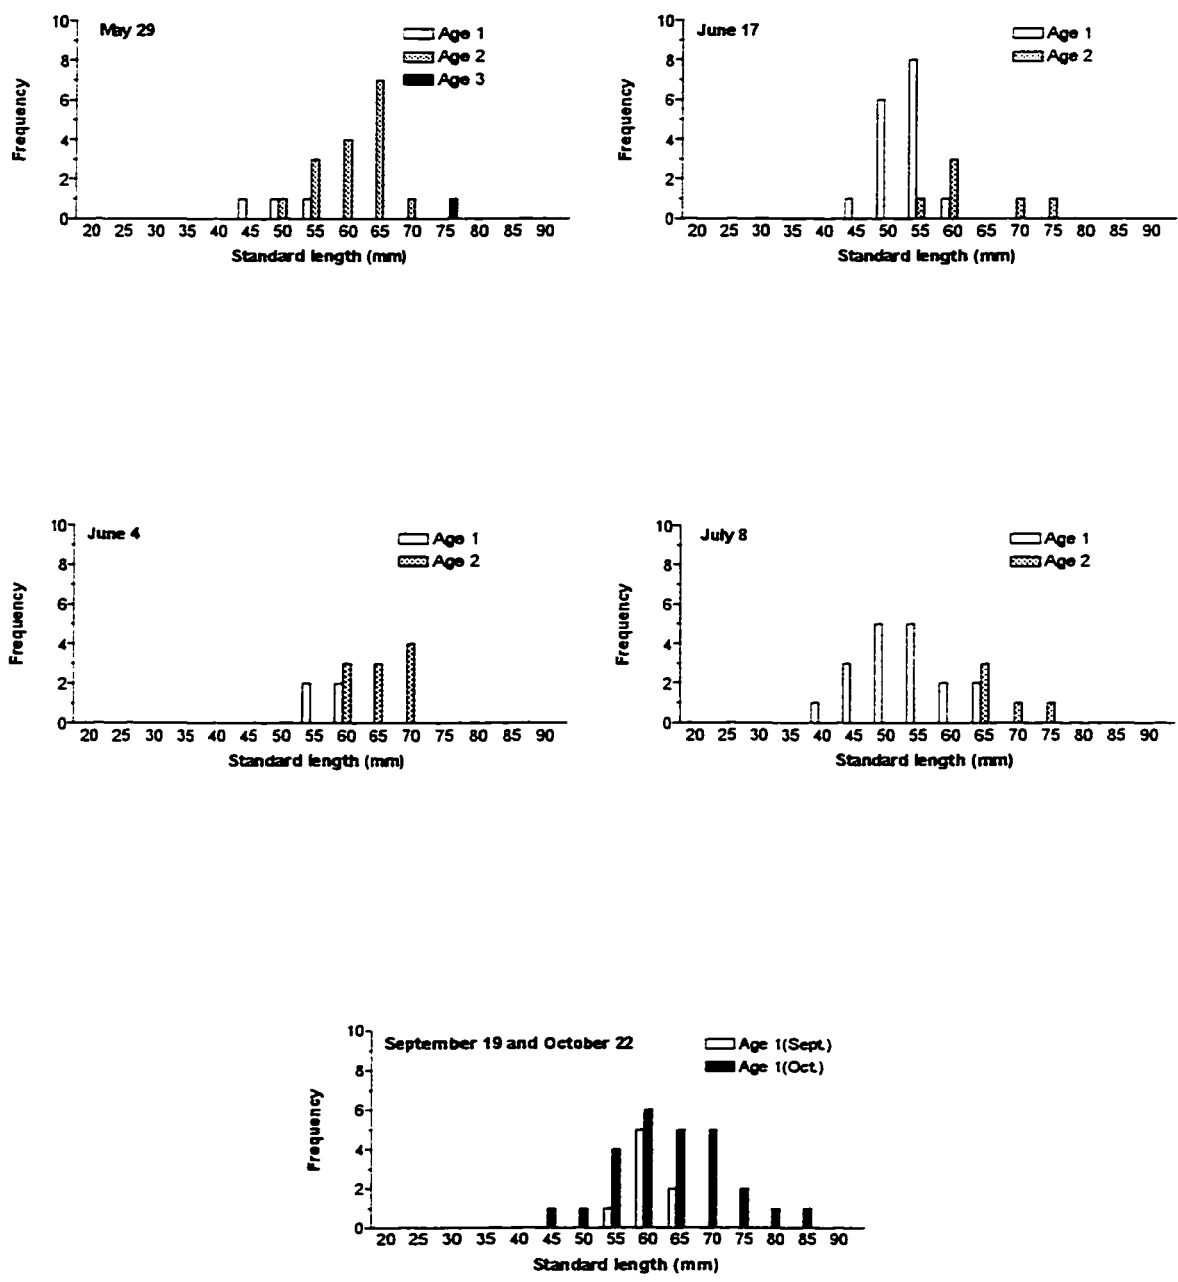 May 29
Age 1
Age 2
Age 3
10
8
6
4
2
0
Frequency
20 25 30 35 40 45 50 55 60 65 70 75 80 85 90
Standard length (mm)
June 17
Age 1
Age 2
10
8
6
4
2
0
Frequency
20 25 30 35 40 45 50 55 60 65 70 75 80 85 90
Standard length (mm)
June 4
Age 1
Age 2
10
8
6
4
2
0
Frequency
20 25 30 35 40 45 50 55 60 65 70 75 80 85 90
Standard length (mm)
July 8
Age 1
Age 2
10
8
6
4
2
0
Frequency
20 25 30 35 40 45 50 55 60 65 70 75 80 85 90
Standard length (mm)
September 19 and October 22
Age 1(Sept.)
Age 1(Oct.)
10
8
6
4
2
0
Frequency
20 25 30 35 40 45 50 55 60 65 70 75 80 85 90
Standard length (mm)